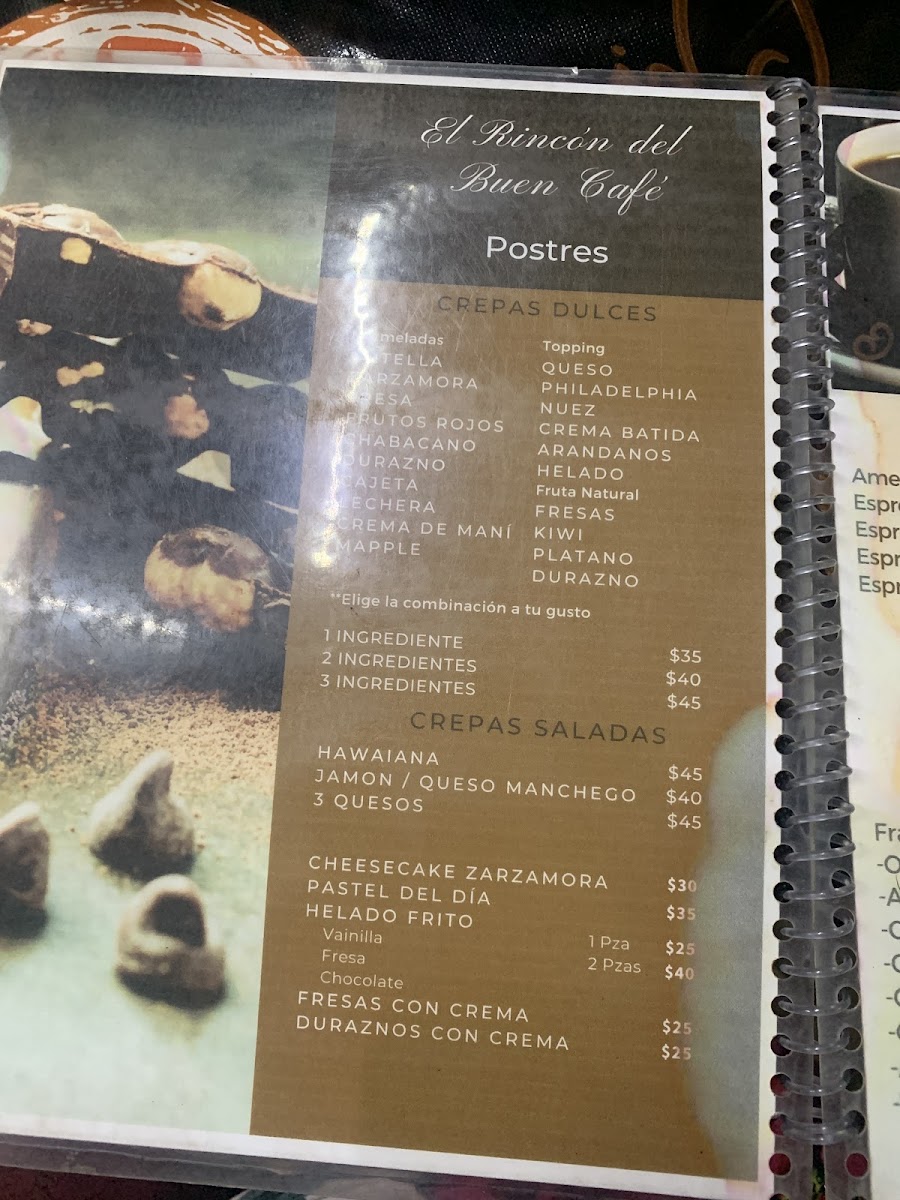 El Rincón del
Buen Café
Postres
CREPAS DULCES
FRUTOS ROJOS
CHABACANO
DURAZNO
CAJETA
LECHERA
CREMA DE MANÍ
MAPPLE
Topping
QUESO
PHILADELPHIA
NUEZ
CREMA BATIDA
ARANDANOS
HELADO
Fruta Natural
FRESAS
KIWI
PLATANO
DURAZNO
**Elige la combinación a tu gusto
1 INGREDIENTE $35
2 INGREDIENTES $40
3 INGREDIENTES $45
CREPAS SALADAS
HAWAIANA $45
JAMON / QUESO MANCHEGO $40
3 QUESOS $45
CHEESECAKE ZARZAMORA $30
PASTEL DEL DÍA $35
HELADO FRITO
Vainilla 1 Pza $25
Fresa 2 Pzas $40
Chocolate
FRESAS CON CREMA $25
DURAZNOS CON CREMA $25